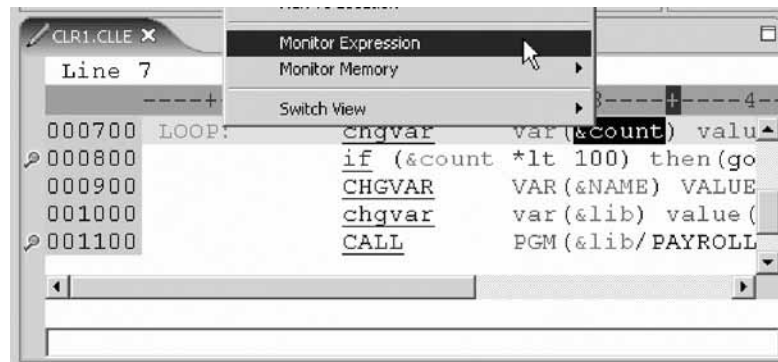 CLR1.CLLE
Monitor Expression
Line 7
Monitor Memory
Switch View
----+ 3----+----4--
000700 LOOP: chgvar var(&count) valu
000800 if (&count *lt 100) then(go
000900 CHGVAR VAR(&NAME) VALUE
001000 chgvar var(&lib) value(
001100 CALL PGM(&lib/PAYROLL